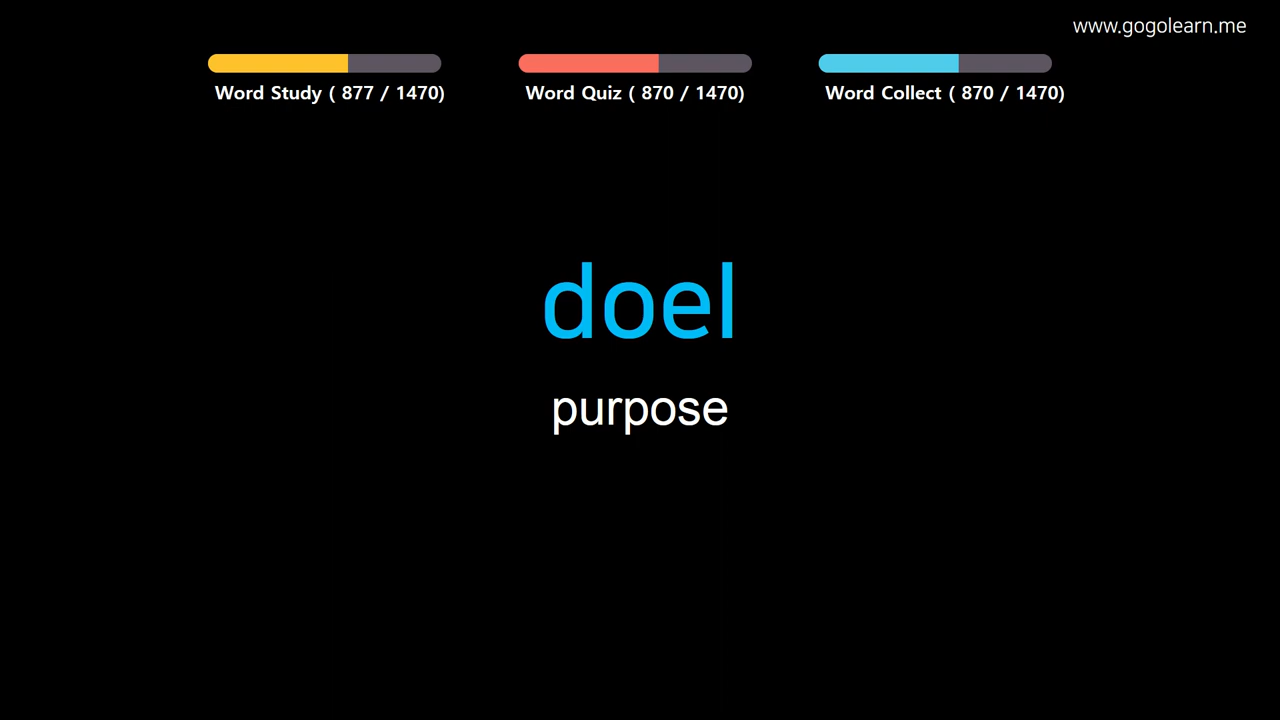 www.gogolearn.me
Word Study ( 877 / 1470)
Word Quiz ( 870 / 1470)
Word Collect ( 870 / 1470)
doel
purpose